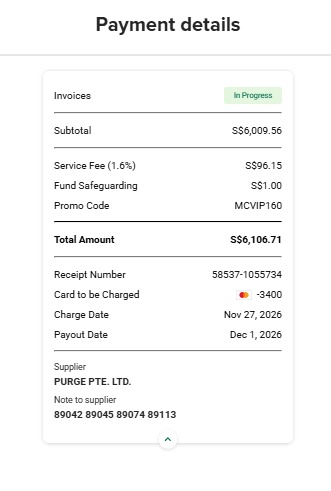 Payment details
Invoices In Progress
Subtotal S$6,009.56
Service Fee (1.6%) S$96.15
Fund Safeguarding S$1.00
Promo Code MCVIP160
Total Amount S$6,106.71
Receipt Number 58537-1055734
Card to be Charged -3400
Charge Date Nov 27, 2026
Payout Date Dec 1, 2026
Supplier
PURGE PTE. LTD.
Note to supplier
89042 89045 89074 89113